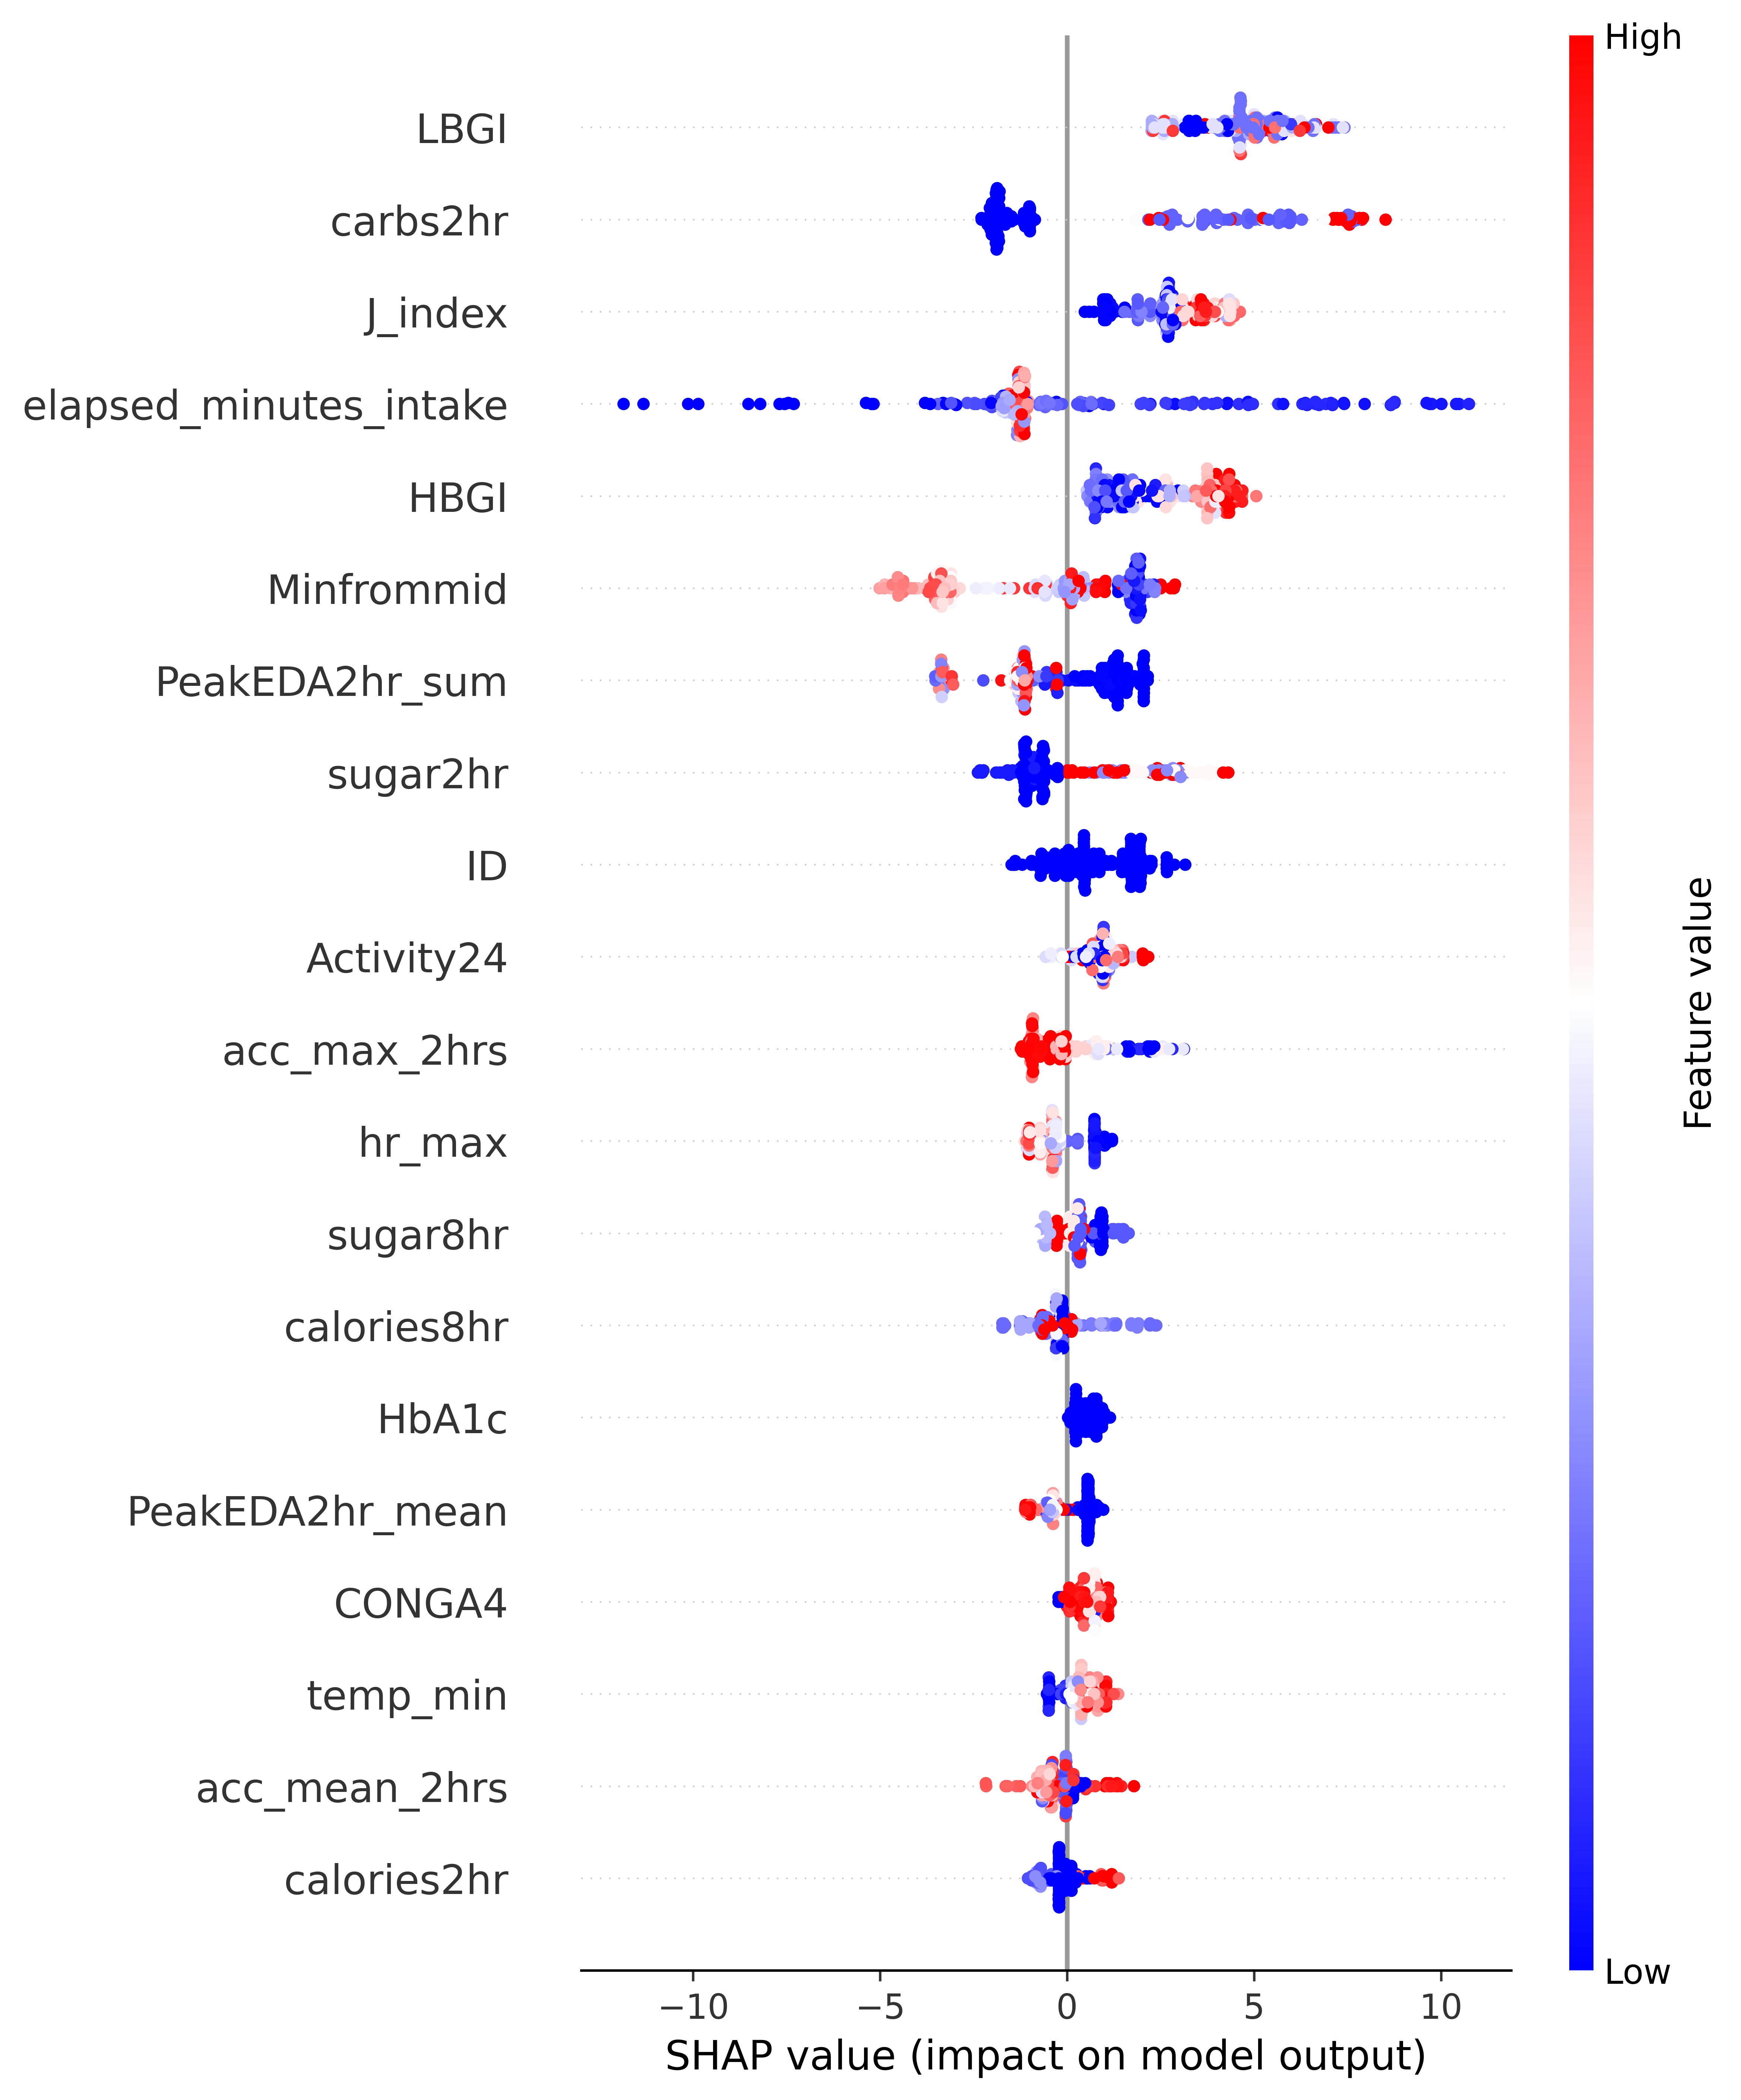 High
LBGI
carbs2hr
J_index
elapsed_minutes_intake
HBGI
Minfrommid
PeakEDA2hr_sum
sugar2hr
ID
Activity24
acc_max_2hrs
hr_max
sugar8hr
calories8hr
HbA1c
PeakEDA2hr_mean
CONGA4
temp_min
acc_mean_2hrs
calories2hr
Feature value
Low
−10 −5 0 5 10
SHAP value (impact on model output)